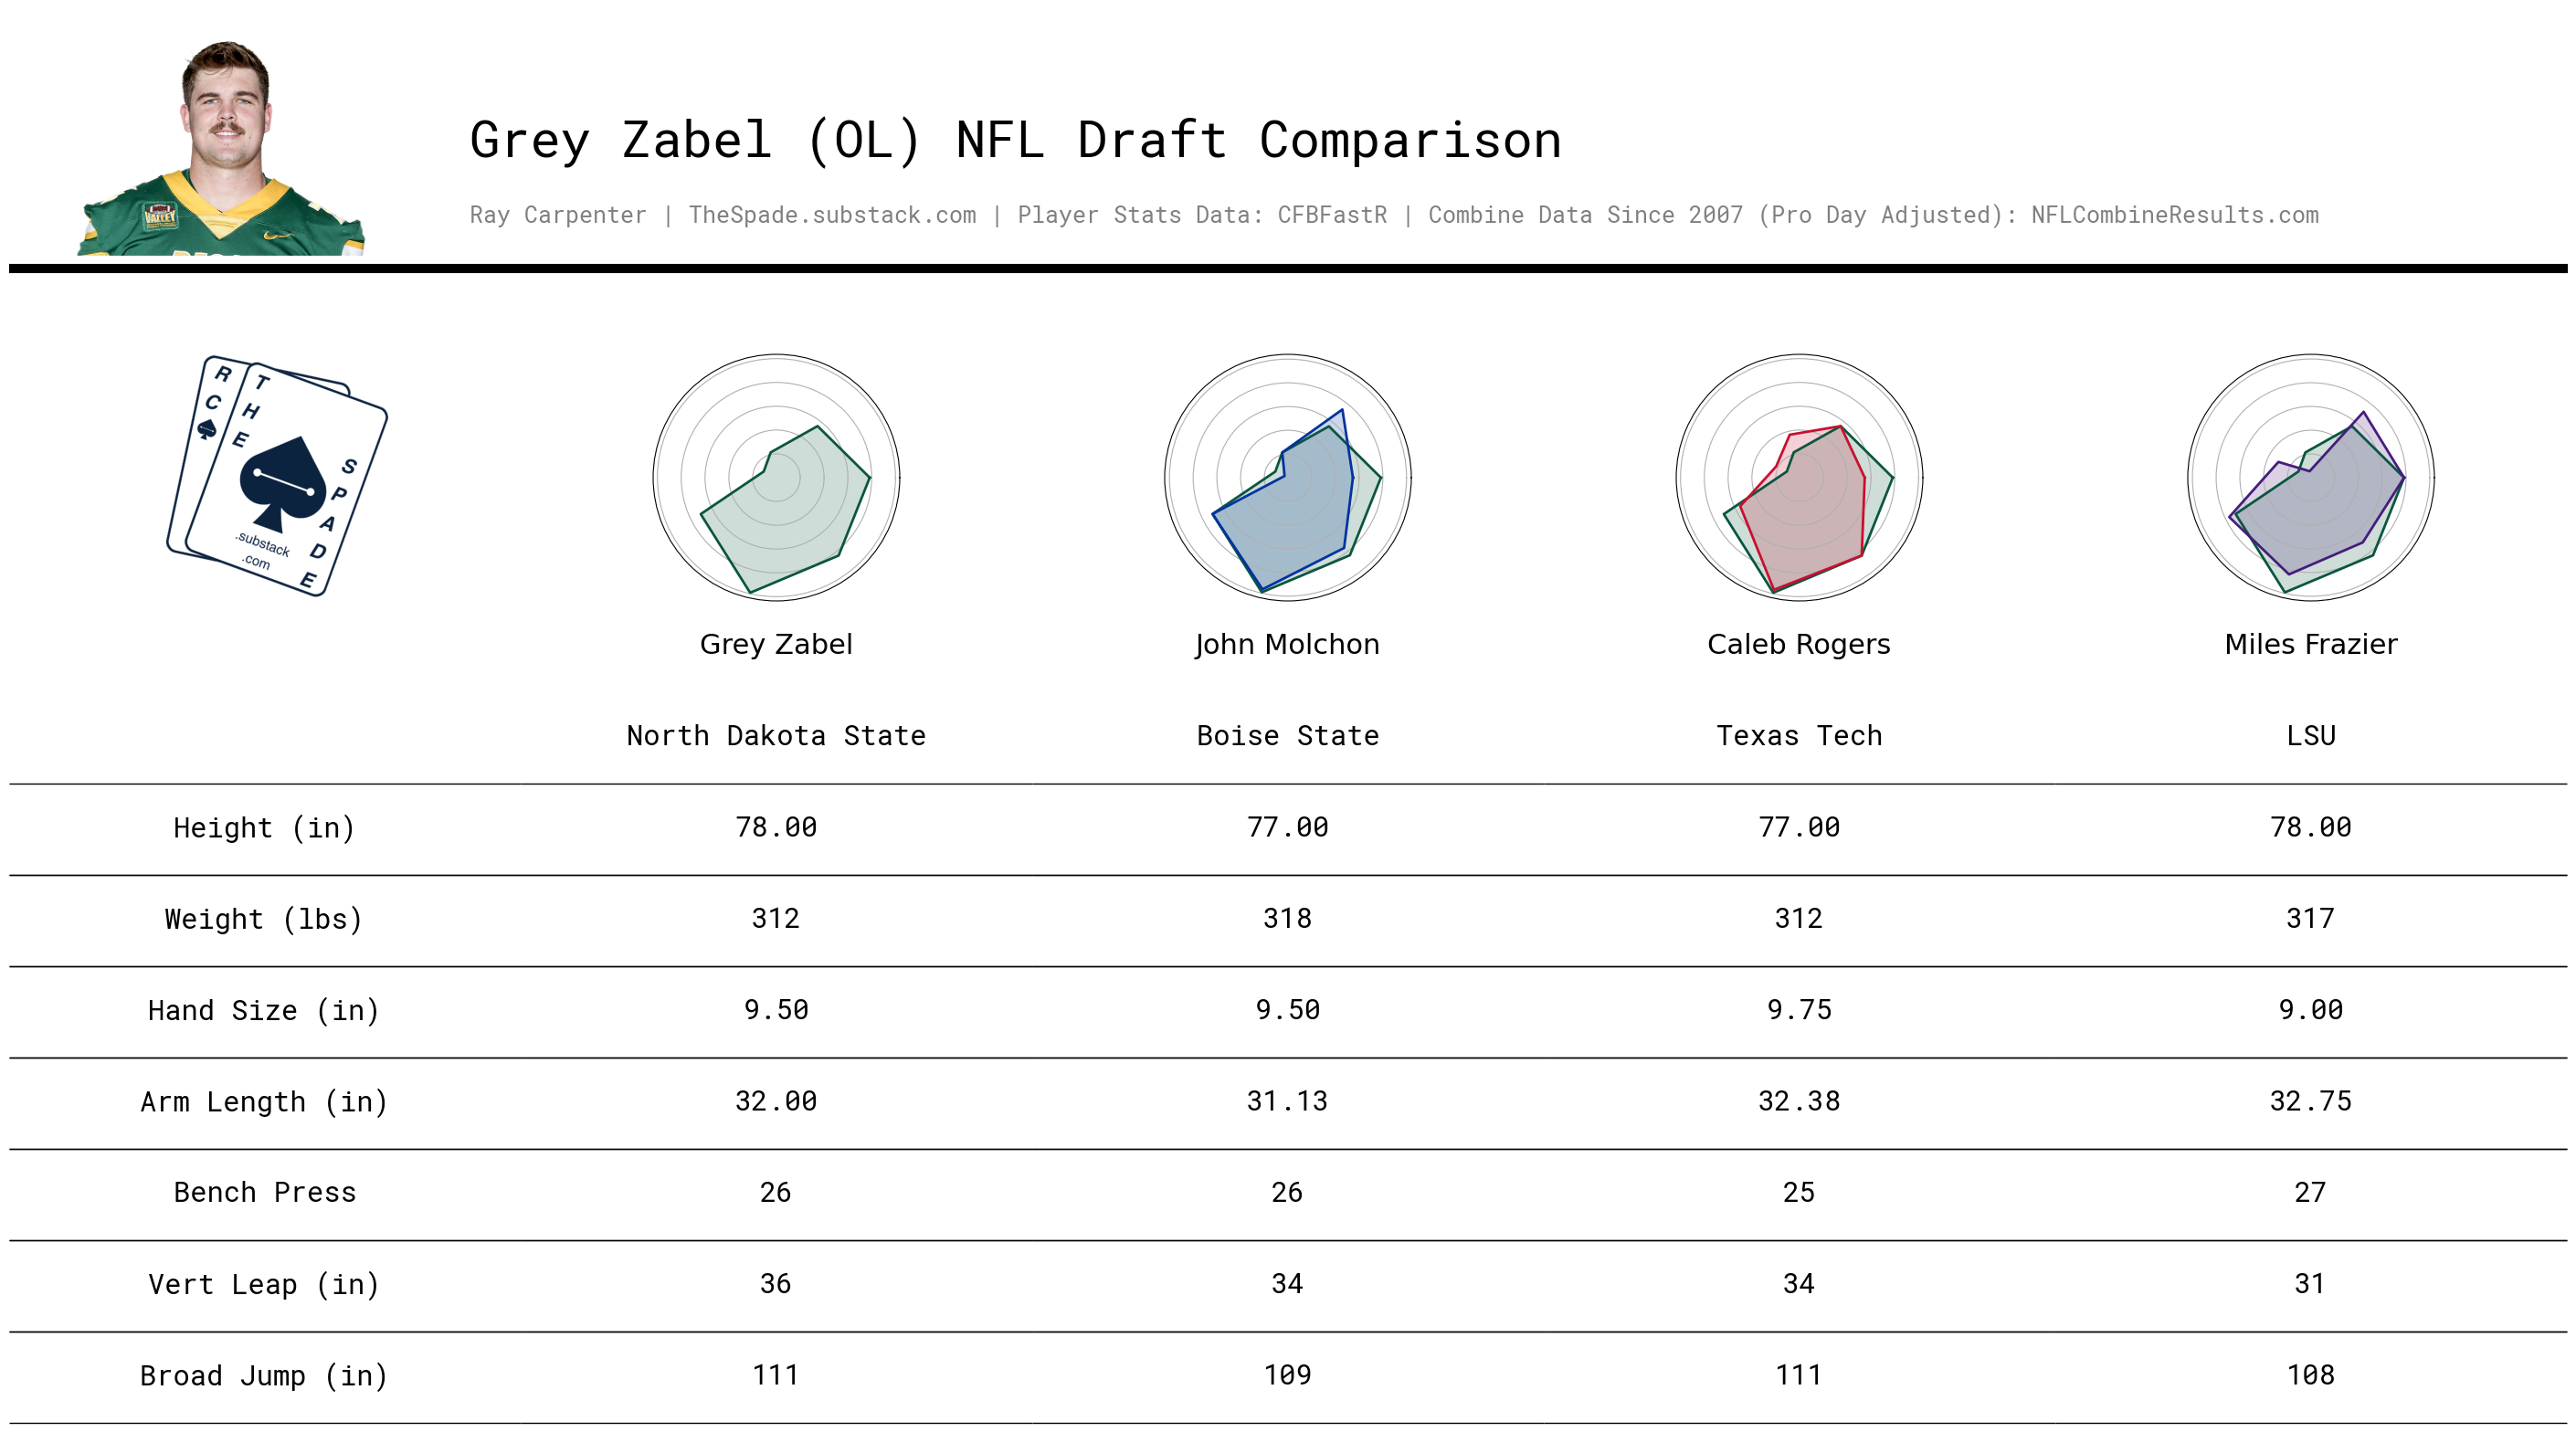 Grey Zabel (OL) NFL Draft Comparison
Ray Carpenter | TheSpade.substack.com | Player Stats Data: CFBFastR | Combine Data Since 2007 (Pro Day Adjusted): NFLCombineResults.com
VALLEY
R C
THE SPADE
.substack
.com
Grey Zabel John Molchon Caleb Rogers Miles Frazier
North Dakota State Boise State Texas Tech LSU
Height (in) 78.00 77.00 77.00 78.00
Weight (lbs) 312 318 312 317
Hand Size (in) 9.50 9.50 9.75 9.00
Arm Length (in) 32.00 31.13 32.38 32.75
Bench Press 26 26 25 27
Vert Leap (in) 36 34 34 31
Broad Jump (in) 111 109 111 108